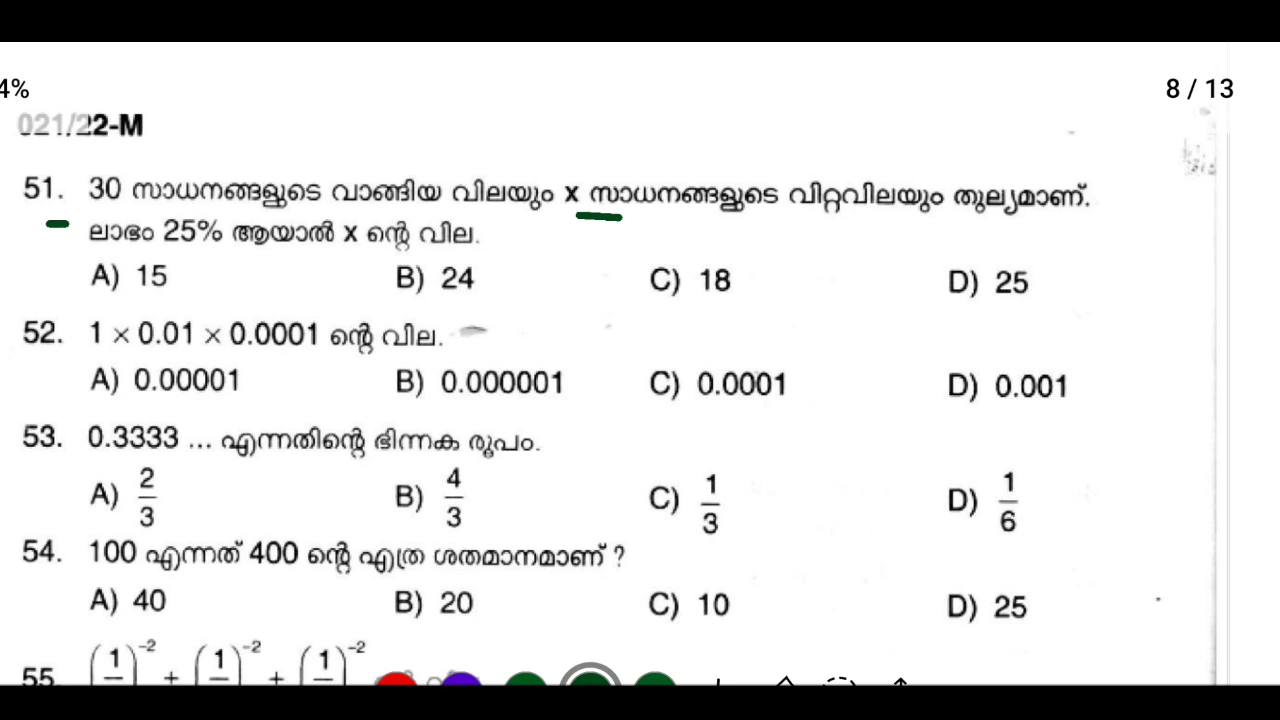 4%
8 / 13
021/22-M
51. 30 സാധനങ്ങളുടെ വാങ്ങിയ വിലയും x സാധനങ്ങളുടെ വിറ്റവിലയും തുല്യമാണ്.
ലാഭം 25% ആയാൽ x ന്റെ വില.
A) 15 B) 24 C) 18 D) 25
52. 1 × 0.01 × 0.0001 ന്റെ വില.
A) 0.00001 B) 0.000001 C) 0.0001 D) 0.001
53. 0.3333 ... എന്നതിന്റെ ഭിന്നക രൂപം.
A) 2/3 B) 4/3 C) 1/3 D) 1/6
54. 100 എന്നത് 400 ന്റെ എത്ര ശതമാനമാണ് ?
A) 40 B) 20 C) 10 D) 25
55.